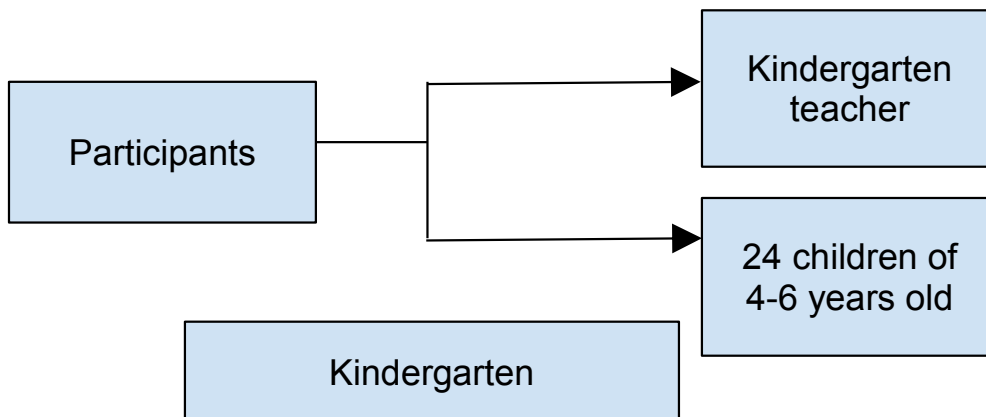 Kindergarten
teacher
Participants
24 children of
4-6 years old
Kindergarten